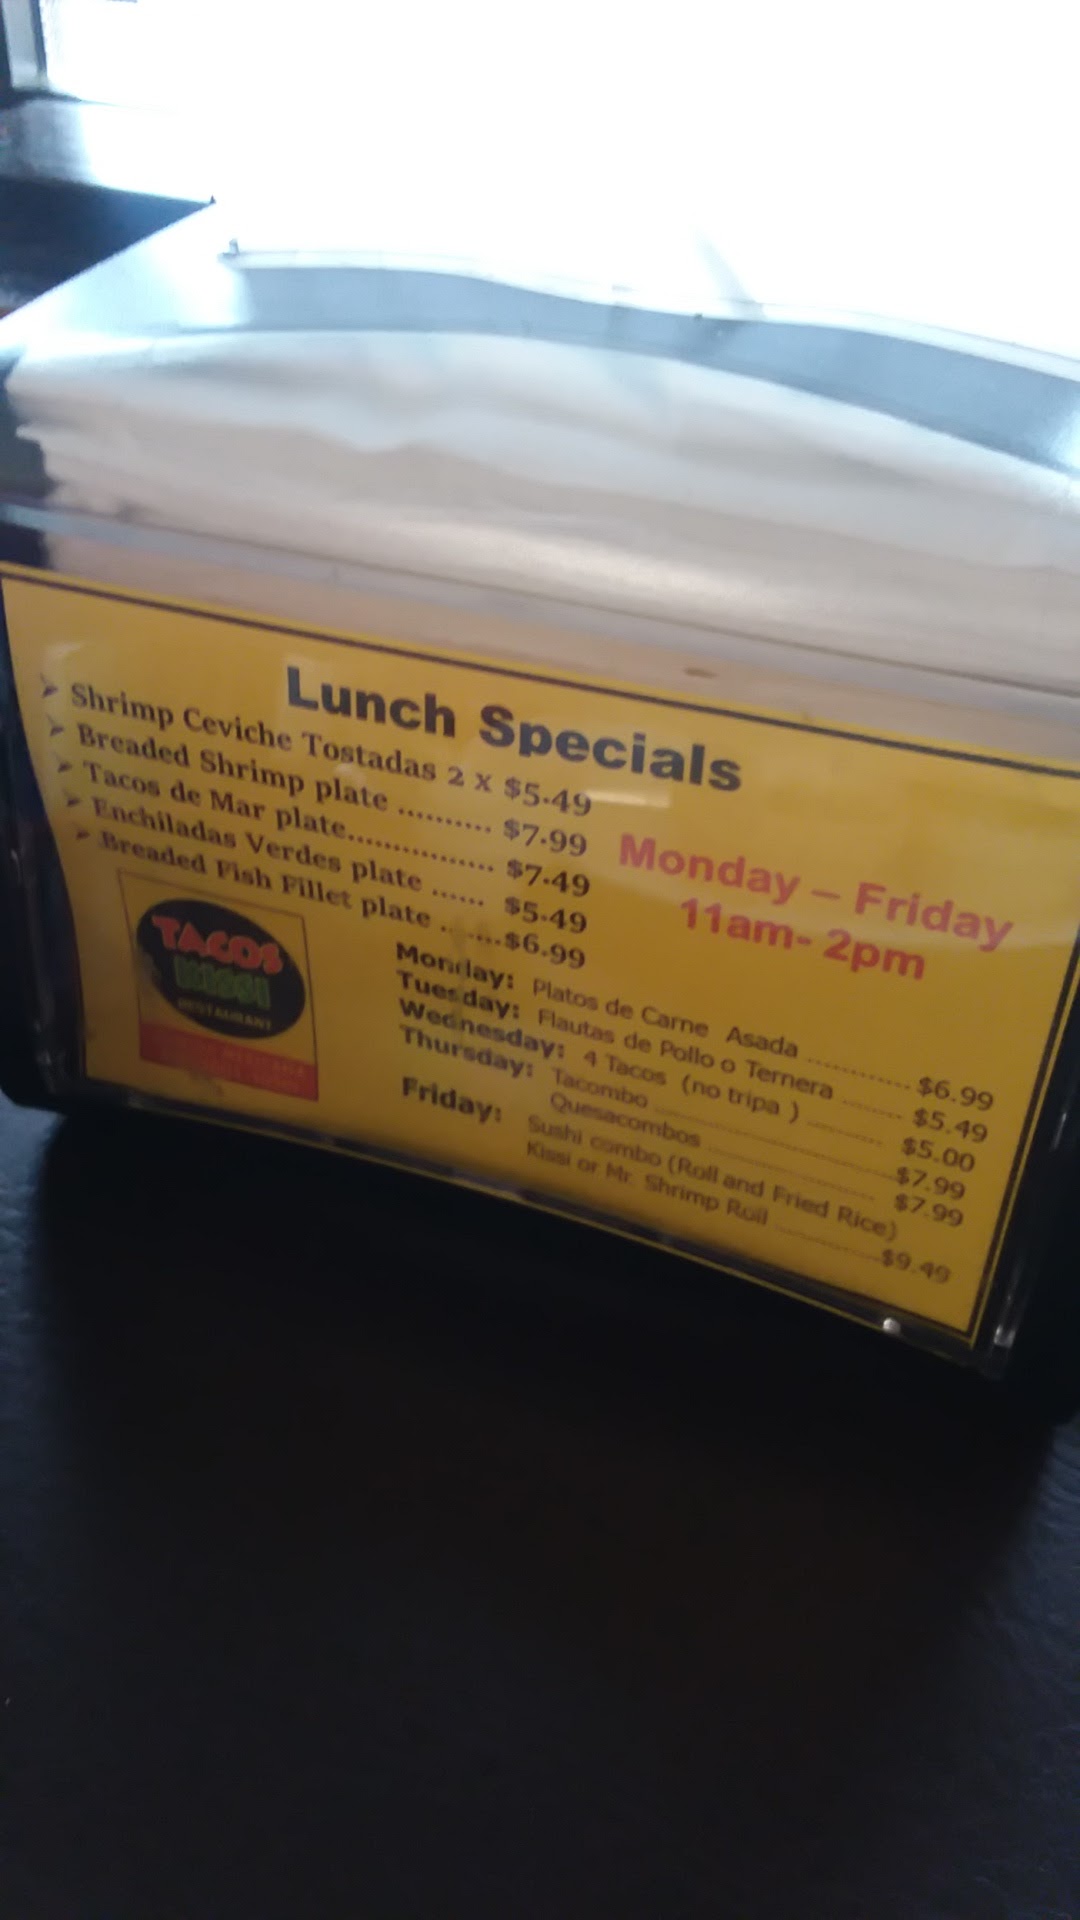 Lunch Specials
➢ Shrimp Ceviche Tostadas 2 x $5.49
➢ Breaded Shrimp plate .......... $7.99
➢ Tacos de Mar plate................ $7.49
➢ Enchiladas Verdes plate ...... $5.49
➢ Breaded Fish Fillet plate ........$6.99
Monday – Friday
11am- 2pm
TACOS
KISSI
RESTAURANT
Monday: Platos de Carne Asada ............ $6.99
Tuesday: Flautas de Pollo o Ternera ........ $5.49
Wednesday: 4 Tacos (no tripa ) .......... $5.00
Thursday: Tacombo ................................$7.99
Quesacombos ...................... $7.99
Friday: Sushi combo (Roll and Fried Rice)
Kissi or Mr. Shrimp Roll ..............$9.49